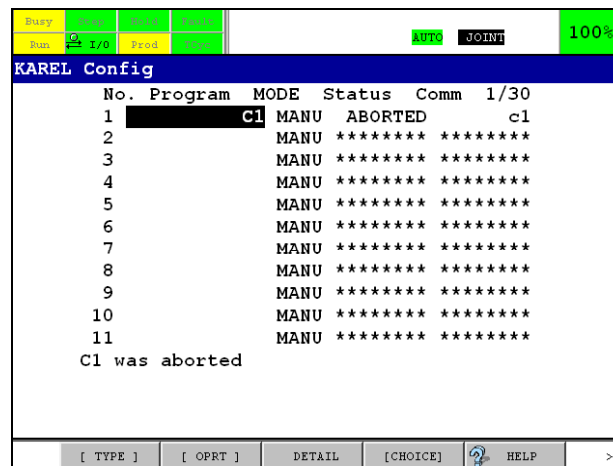 Busy Step Hold Fault
Run I/O Prod TCyc
AUTO JOINT 100%
KAREL Config
No. Program MODE Status Comm 1/30
1 C1 MANU ABORTED c1
2 MANU ******** ********
3 MANU ******** ********
4 MANU ******** ********
5 MANU ******** ********
6 MANU ******** ********
7 MANU ******** ********
8 MANU ******** ********
9 MANU ******** ********
10 MANU ******** ********
11 MANU ******** ********
C1 was aborted
[ TYPE ] [ OPRT ] DETAIL [CHOICE] HELP >